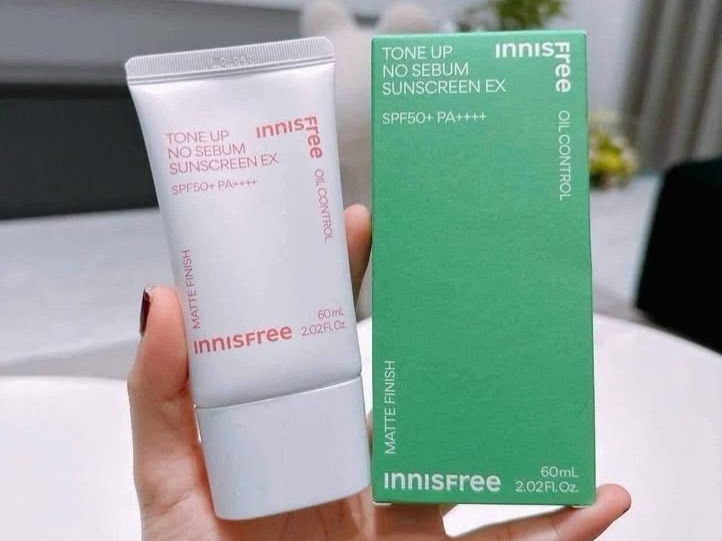 TONE UP
NO SEBUM
SUNSCREEN EX
SPF50+ PA++++
INNISFree
OIL CONTROL
MATTE FINISH
INNISFree
60mL
2.02Fl.Oz.
TONE UP
NO SEBUM
SUNSCREEN EX
SPF50+ PA++++
INNISFree
OIL CONTROL
MATTE FINISH
INNISFree
60mL
2.02Fl.Oz.